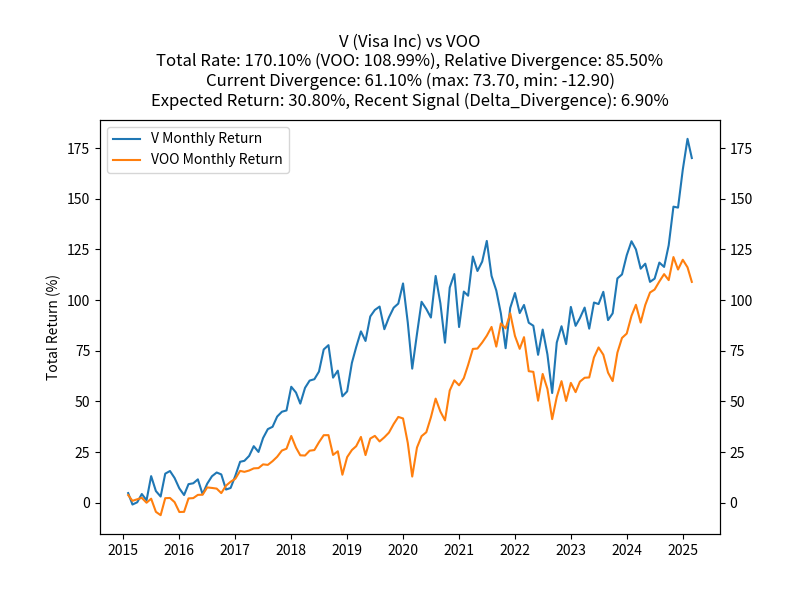 V (Visa Inc) vs VOO
Total Rate: 170.10% (VOO: 108.99%), Relative Divergence: 85.50%
Current Divergence: 61.10% (max: 73.70, min: -12.90)
Expected Return: 30.80%, Recent Signal (Delta_Divergence): 6.90%
V Monthly Return
VOO Monthly Return
Total Return (%)
175
150
125
100
75
50
25
0
175
150
125
100
75
50
25
0
2015 2016 2017 2018 2019 2020 2021 2022 2023 2024 2025